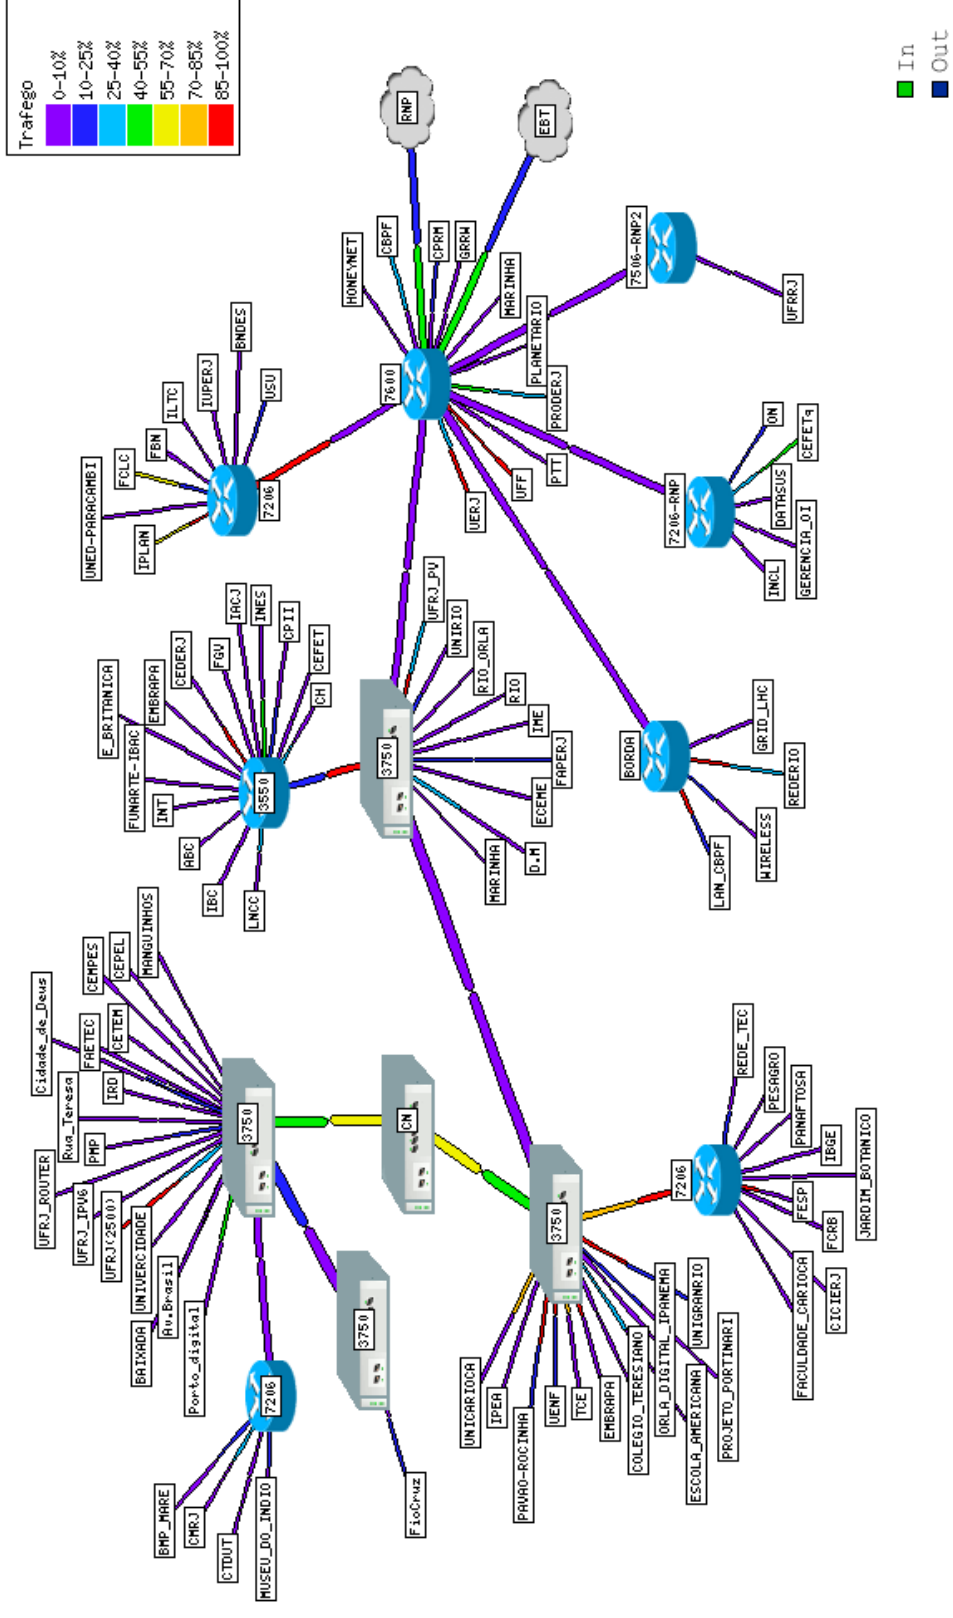 Trafego
0-10%
10-25%
25-40%
40-55%
55-70%
70-85%
85-100%
In
Out
RNP
EBT
HONEYNET
CBPF
CPRM
GRRW
MARINHA
PLANETARIO
PRODERJ
PTT
UFF
UERJ
7600
7506-RNP2
UFRRJ
7206-RNP
ON
CEFETq
DATASUS
GERENCIA_OI
INCL
UNED-PARACAMBI
FCLC
FBN
ILTC
IUPERJ
BNDES
USU
IPLAN
7206
E_BRITANICA
FUNARTE-IBAC
EMBRAPA
CEDERJ
FGV
IACJ
INES
CPII
CEFET
CH
INT
ABC
IBC
LNCC
3550
3750
UFRJ_PV
UNIRIO
RIO_ORLA
RIO
IME
FAPERJ
ECEME
D.M
MARINHA
BORDA
GRID_LHC
REDERIO
WIRELESS
LAN_CBPF
Cidade_de_Deus
CEMPES
CEPEL
MANGUINHOS
FAETEC
CETEM
IRD
Rua_Teresa
PMP
UFRJ_ROUTER
UFRJ_IPV6
UFRJ(2500)
UNIVERCIDADE
Av.Brasil
BAIXADA
Porto_digital
3750
CN
7206
BMP_MARE
CMRJ
CTDUT
MUSEU_DO_INDIO
3750
FioCruz
3750
UNICARIOCA
IPEA
PAVAO-ROCINHA
UENF
TCE
EMBRAPA
COLEGIO_TERESIANO
ORLA_DIGITAL_IPANEMA
ESCOLA_AMERICANA
UNIGRANRIO
PROJETO_PORTINARI
7206
REDE_TEC
PESAGRO
PANAFTOSA
IBGE
JARDIM_BOTANICO
FESP
FCRB
CICIERJ
FACULDADE_CARIOCA